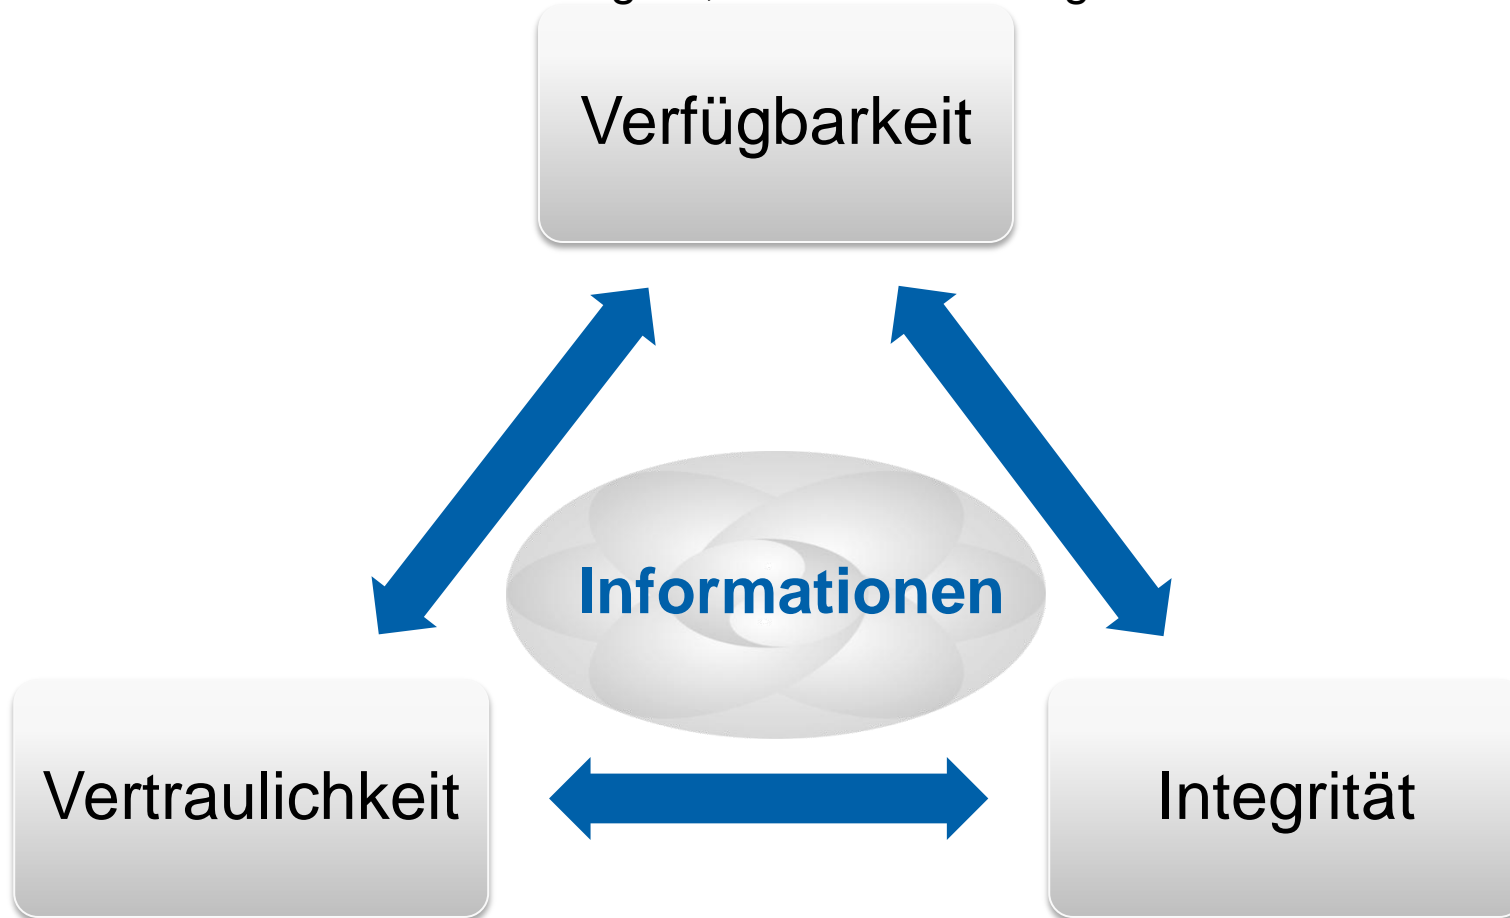 Verfügbarkeit
Informationen
Vertraulichkeit
Integrität